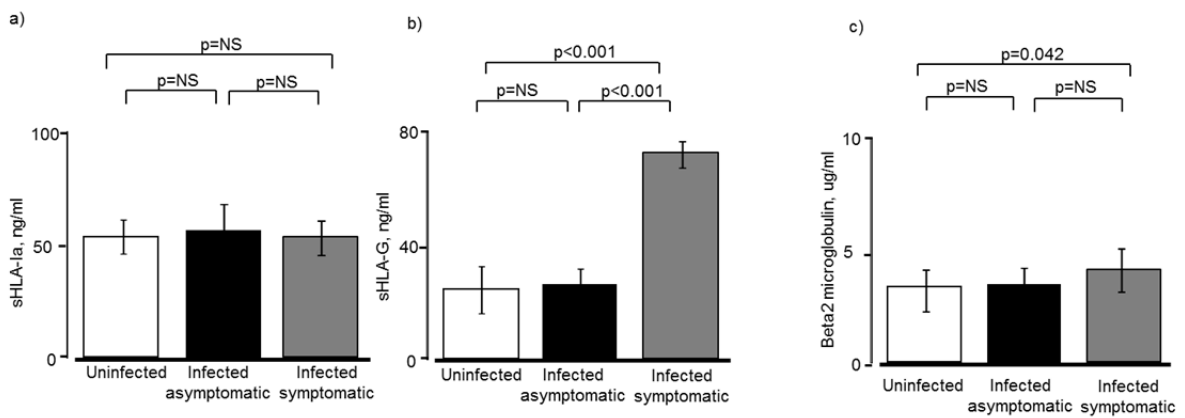 a)
p=NS
p=NS
p=NS
100
50
0
sHLA-Ia, ng/ml
Uninfected
Infected
asymptomatic
Infected
symptomatic
b)
p<0.001
p=NS
p<0.001
80
40
0
sHLA-G, ng/ml
Uninfected
Infected
asymptomatic
Infected
symptomatic
c)
p=0.042
p=NS
p=NS
10
5
0
Beta2 microglobulin, ug/ml
Uninfected
Infected
asymptomatic
Infected
symptomatic